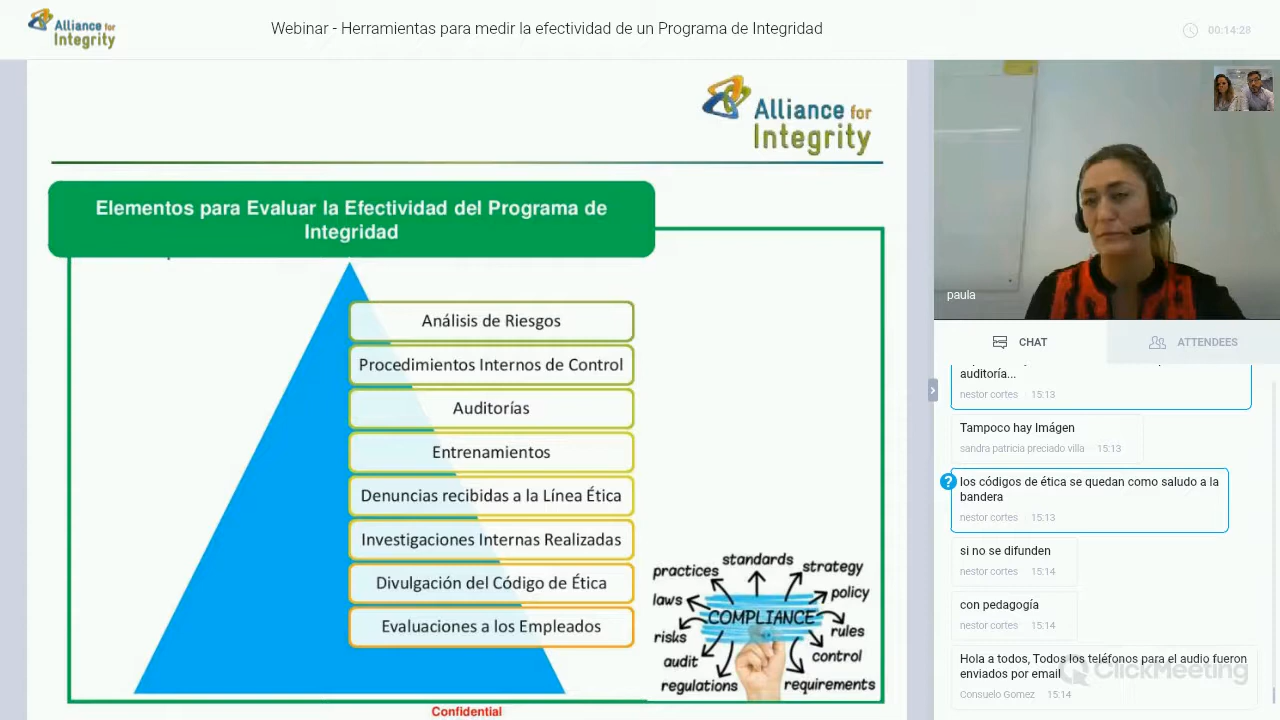 Alliance for
Integrity
Webinar - Herramientas para medir la efectividad de un Programa de Integridad
00:14:28
Alliance for
Integrity
Elementos para Evaluar la Efectividad del Programa de
Integridad
Análisis de Riesgos
Procedimientos Internos de Control
Auditorías
Entrenamientos
Denuncias recibidas a la Línea Ética
Investigaciones Internas Realizadas
Divulgación del Código de Ética
Evaluaciones a los Empleados
practices
standards
strategy
laws
policy
COMPLIANCE
risks
rules
audit
control
regulations
requirements
Confidential
paula
CHAT
ATTENDEES
auditoría...
nestor cortes 15:13
Tampoco hay Imágen
sandra patricia preciado villa 15:13
?
los códigos de ética se quedan como saludo a la
bandera
nestor cortes 15:13
si no se difunden
nestor cortes 15:14
con pedagogía
nestor cortes 15:14
Hola a todos, Todos los teléfonos para el audio fueron
enviados por email
Consuelo Gomez 15:14
ClickMeeting